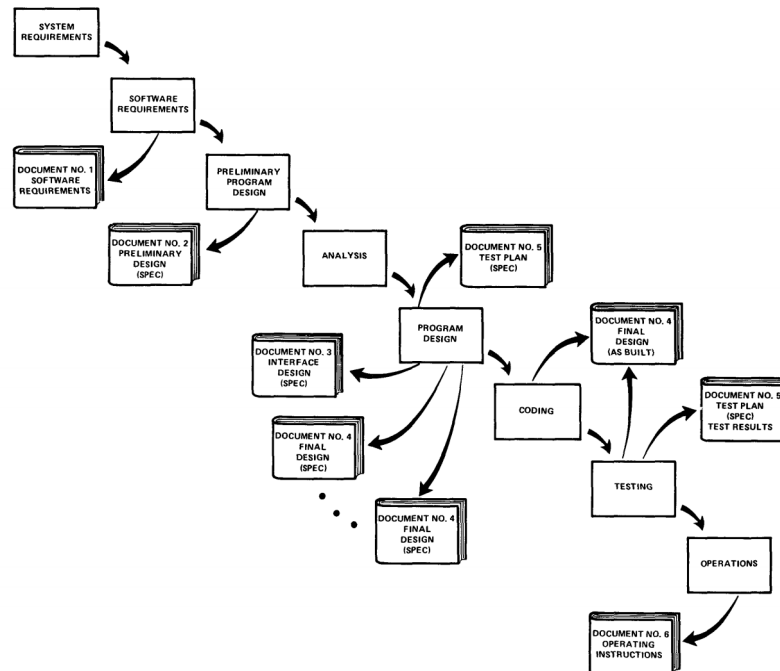 SYSTEM
REQUIREMENTS
SOFTWARE
REQUIREMENTS
DOCUMENT NO. 1
SOFTWARE
REQUIREMENTS
PRELIMINARY
PROGRAM
DESIGN
DOCUMENT NO. 2
PRELIMINARY
DESIGN
(SPEC)
ANALYSIS
DOCUMENT NO. 5
TEST PLAN
(SPEC)
PROGRAM
DESIGN
DOCUMENT NO. 3
INTERFACE
DESIGN
(SPEC)
DOCUMENT NO. 4
FINAL
DESIGN
(SPEC)
DOCUMENT NO. 4
FINAL
DESIGN
(SPEC)
CODING
DOCUMENT NO. 4
FINAL
DESIGN
(AS BUILT)
TESTING
DOCUMENT NO. 5
TEST PLAN
(SPEC)
TEST RESULTS
OPERATIONS
DOCUMENT NO. 6
OPERATING
INSTRUCTIONS